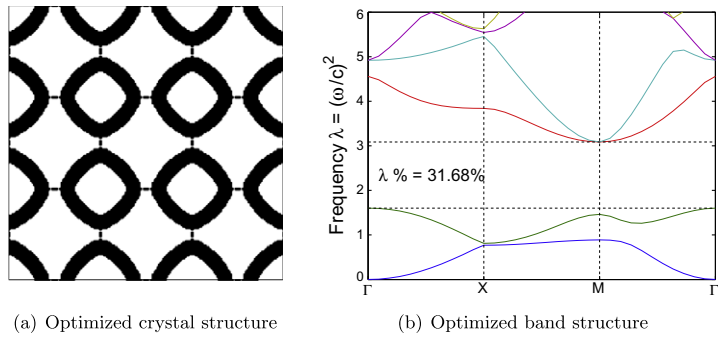 Frequency λ = (ω/c)²
6
5
4
3
2
1
0
λ % = 31.68%
Γ X M Γ
(a) Optimized crystal structure
(b) Optimized band structure